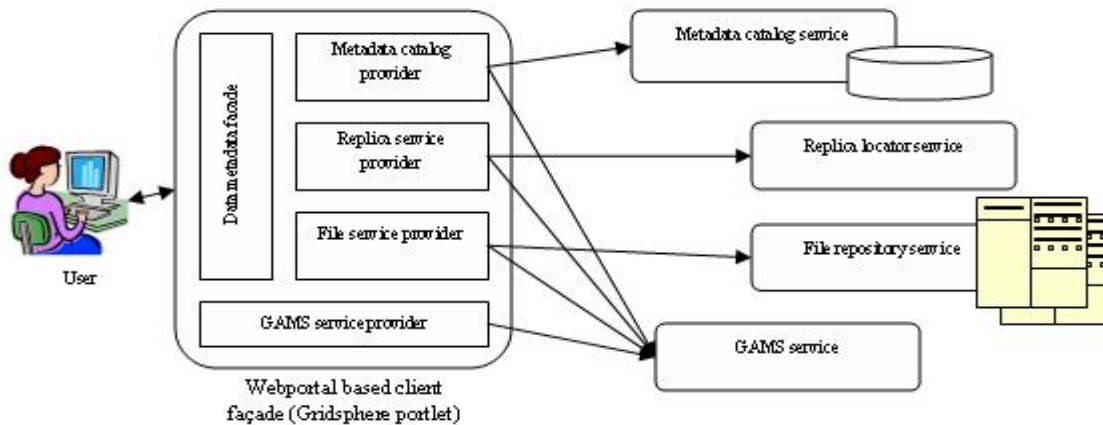 Metadata catalog
provider
Metadata catalog service
Data metadata façade
Replica service
provider
Replica locator service
File service provider
File repository service
User
GAMS service provider
GAMS service
Webportal based client
façade (Gridsphere portlet)